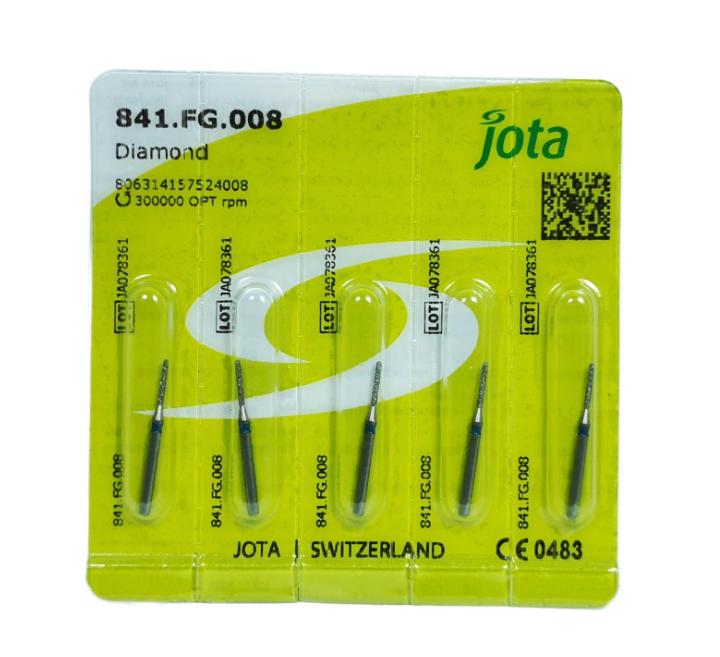 841.FG.008
Diamond
806314157524008
300000 OPT rpm
jota
LOT JA078361
LOT JA078361
LOT JA078361
LOT JA078361
LOT JA078361
841.FG.008
841.FG.008
841.FG.008
841.FG.008
841.FG.008
JOTA | SWITZERLAND
CE 0483